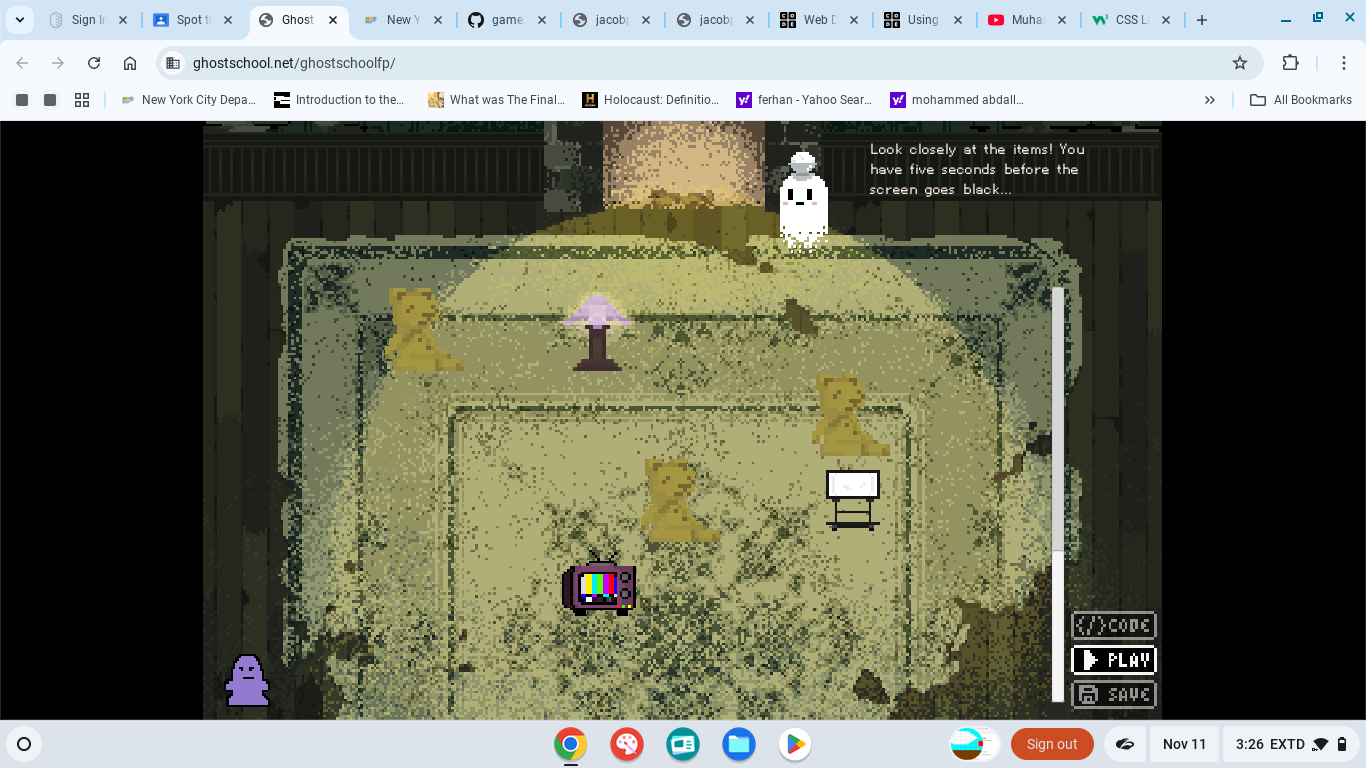 Sign In
Spot t
Ghost
New Y
game
jacob
jacob
Web D
Using
Muha
CSS L
ghostschool.net/ghostschoolfp/
New York City Depa...
Introduction to the...
What was The Final...
Holocaust: Definitio...
ferhan - Yahoo Sear...
mohammed abdall...
All Bookmarks
Look closely at the items! You
have five seconds before the
screen goes black...
</>CODE
PLAY
SAVE
Sign out
Nov 11
3:26 EXTD